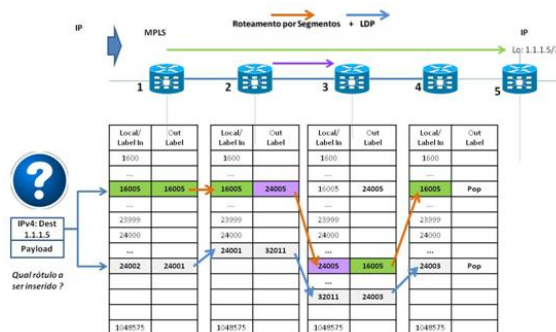 Roteamento por Segmentos + LDP
IP
MPLS
IP
Lo: 1.1.1.5/
1
2
3
4
5
Local/ Label In
Out Label
Local/ Label In
Out Label
Local/ Label In
Out Label
Local/ Label In
Out Label
1600
1600
1600
...
...
...
...
16005
16005
16005
24005
16005
24005
16005
Pop
...
...
...
...
23999
23999
23999
23999
24000
24000
24000
24000
IPv4: Dest
1.1.1.5
Payload
...
24001
32011
...
...
Qual rótulo a
ser inserido ?
24002
24001
24005
16005
24003
Pop
...
32011
24003
1048575
1048575
1048575
1048575